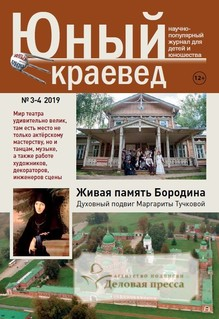 Юный
краевед
научно-
популярный
журнал для
детей и
юношества
12+
№ 3-4 2019
Мир театра
удивительно велик,
там есть место не
только актёрскому
мастерству, но и
танцам, музыке,
а также работе
художников,
декораторов,
инженоров сцены
Живая память Бородина
Духовный подвиг Маргариты Тучковой
агентство подписки
Деловая пресса